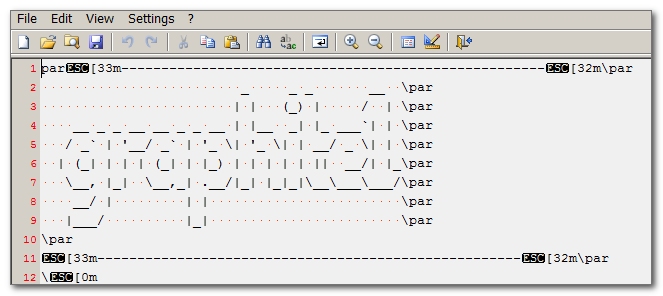 File Edit View Settings ?
1 par ESC[33m--------------------------------------------------------ESC[32m\par
2                           _     _ _       __  \par
3                          | |   (_) |     /  | \par
4     __ _ _ __ __ _ _ __ | |__  _| |_ ___`| | \par
5    / _` | '__/ _` | '_ \| '_ \| | __/ _ \| | \par
6   | (_| | | | (_| | |_) | | | | | ||  __/| |_\par
7    \__, |_|  \__,_| .__/|_| |_|_|\__\___\___/\par
8     __/ |         | |                        \par
9    |___/          |_|                        \par
10 \par
11 ESC[33m--------------------------------------------------------ESC[32m\par
12 \ESC[0m